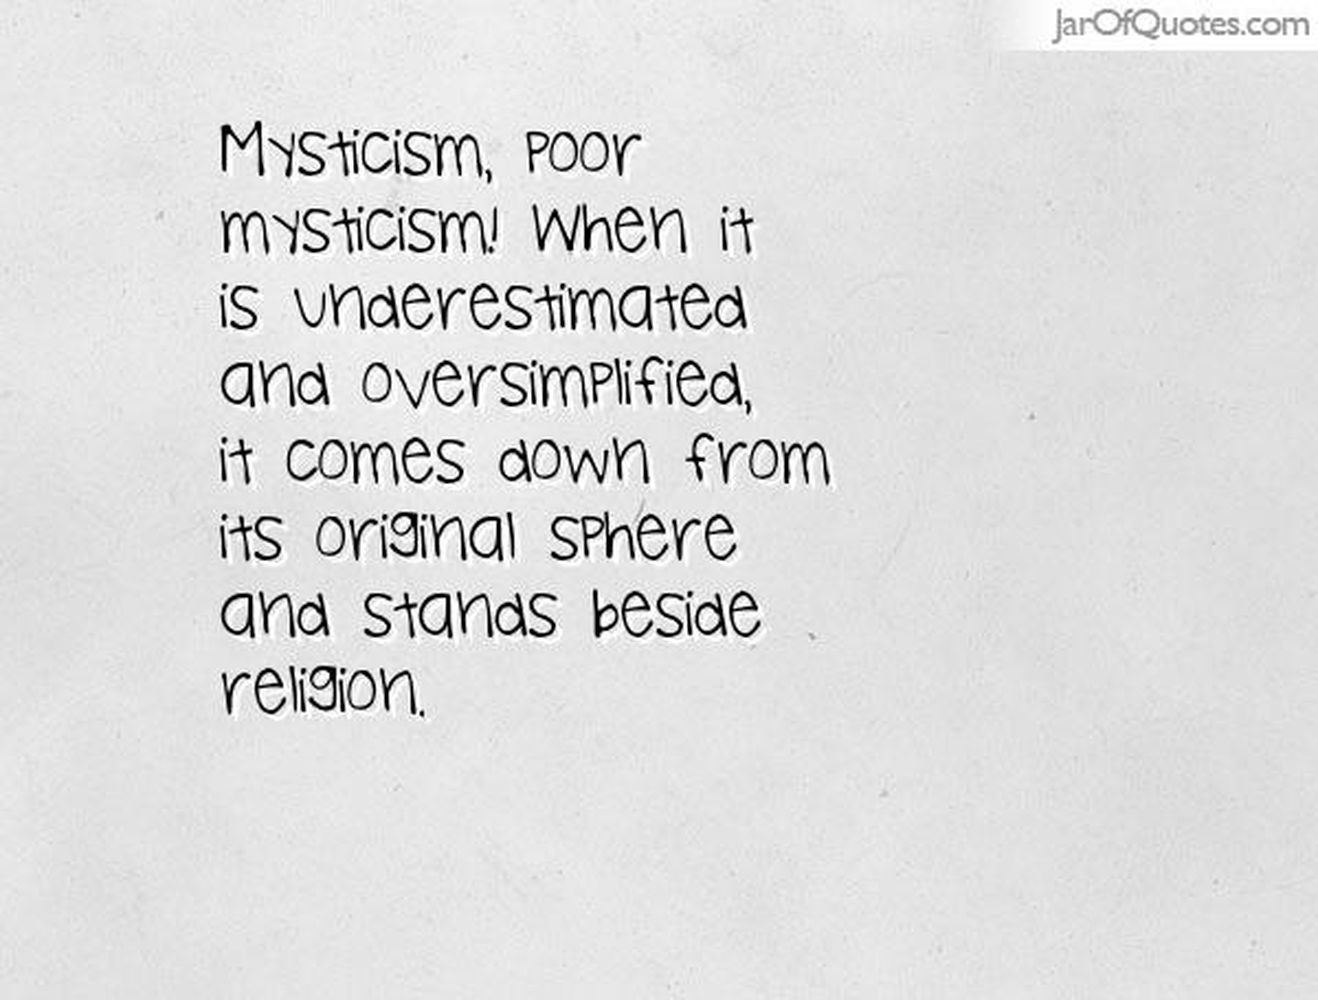 JarOfQuotes.com
Mysticism, poor
mysticism! When it
is underestimated
and oversimplified,
it comes down from
its original sphere
and stands beside
religion.